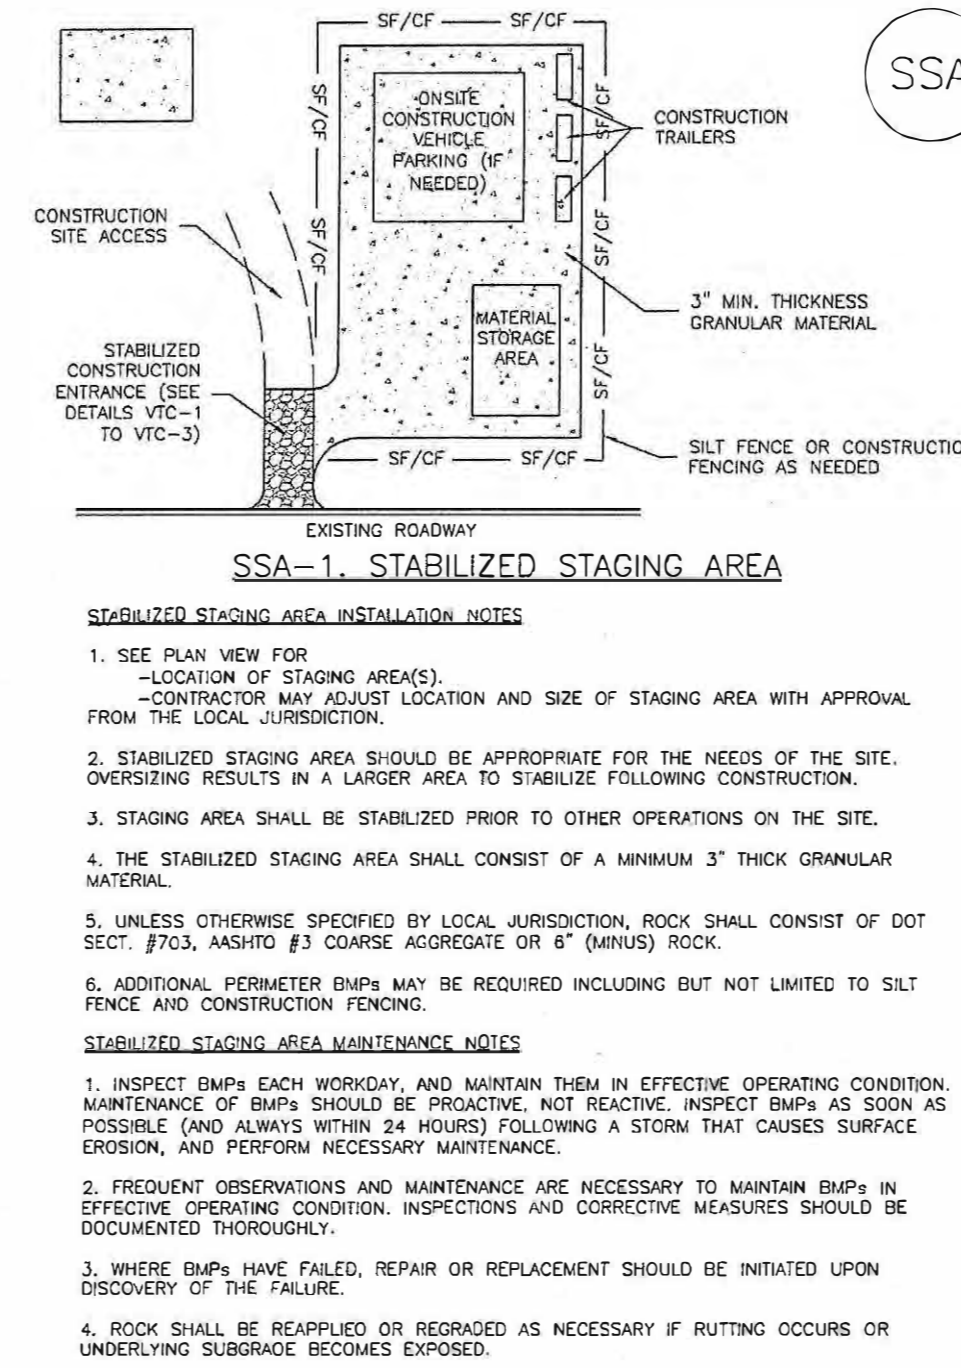 SF/CF SF/CF
SSA
SF/CF
SF/CF
ONSITE
CONSTRUCTION
VEHICLE
PARKING (IF
NEEDED)
CONSTRUCTION
TRAILERS
CONSTRUCTION
SITE ACCESS
SF/CF
SF/CF
3" MIN. THICKNESS
GRANULAR MATERIAL
MATERIAL
STORAGE
AREA
STABILIZED
CONSTRUCTION
ENTRANCE (SEE
DETAILS VTC-1
TO VTC-3)
SF/CF
SF/CF SF/CF
SILT FENCE OR CONSTRUCTIO
FENCING AS NEEDED
EXISTING ROADWAY
SSA-1. STABILIZED STAGING AREA
STABILIZED STAGING AREA INSTALLATION NOTES
1. SEE PLAN VIEW FOR
-LOCATION OF STAGING AREA(S).
-CONTRACTOR MAY ADJUST LOCATION AND SIZE OF STAGING AREA WITH APPROVAL
FROM THE LOCAL JURISDICTION.
2. STABILIZED STAGING AREA SHOULD BE APPROPRIATE FOR THE NEEDS OF THE SITE.
OVERSIZING RESULTS IN A LARGER AREA TO STABILIZE FOLLOWING CONSTRUCTION.
3. STAGING AREA SHALL BE STABILIZED PRIOR TO OTHER OPERATIONS ON THE SITE.
4. THE STABILIZED STAGING AREA SHALL CONSIST OF A MINIMUM 3" THICK GRANULAR
MATERIAL.
5. UNLESS OTHERWISE SPECIFIED BY LOCAL JURISDICTION, ROCK SHALL CONSIST OF DOT
SECT. #703, AASHTO #3 COARSE AGGREGATE OR 6" (MINUS) ROCK.
6. ADDITIONAL PERIMETER BMPs MAY BE REQUIRED INCLUDING BUT NOT LIMITED TO SILT
FENCE AND CONSTRUCTION FENCING.
STABILIZED STAGING AREA MAINTENANCE NOTES
1. INSPECT BMPs EACH WORKDAY, AND MAINTAIN THEM IN EFFECTIVE OPERATING CONDITION.
MAINTENANCE OF BMPs SHOULD BE PROACTIVE, NOT REACTIVE. INSPECT BMPs AS SOON AS
POSSIBLE (AND ALWAYS WITHIN 24 HOURS) FOLLOWING A STORM THAT CAUSES SURFACE
EROSION, AND PERFORM NECESSARY MAINTENANCE.
2. FREQUENT OBSERVATIONS AND MAINTENANCE ARE NECESSARY TO MAINTAIN BMPs IN
EFFECTIVE OPERATING CONDITION. INSPECTIONS AND CORRECTIVE MEASURES SHOULD BE
DOCUMENTED THOROUGHLY.
3. WHERE BMPs HAVE FAILED, REPAIR OR REPLACEMENT SHOULD BE INITIATED UPON
DISCOVERY OF THE FAILURE.
4. ROCK SHALL BE REAPPLIED OR REGRADED AS NECESSARY IF RUTTING OCCURS OR
UNDERLYING SUBGRADE BECOMES EXPOSED.